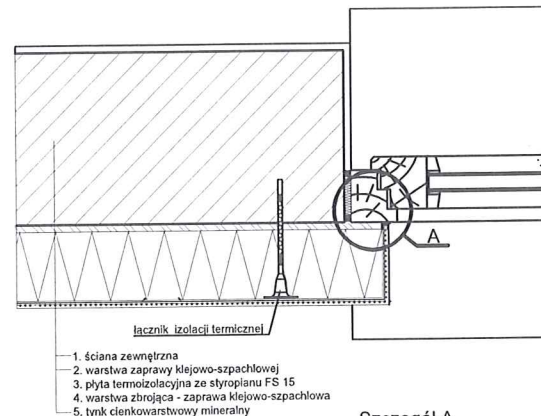 A
łącznik izolacji termicznej
1. ściana zewnętrzna
2. warstwa zaprawy klejowo-szpachlowej
3. płyta termoizolacyjna ze styropianu FS 15
4. warstwa zbrojąca - zaprawa klejowo-szpachlowa
5. tynk cienkowarstwowy mineralny
Szczegół A